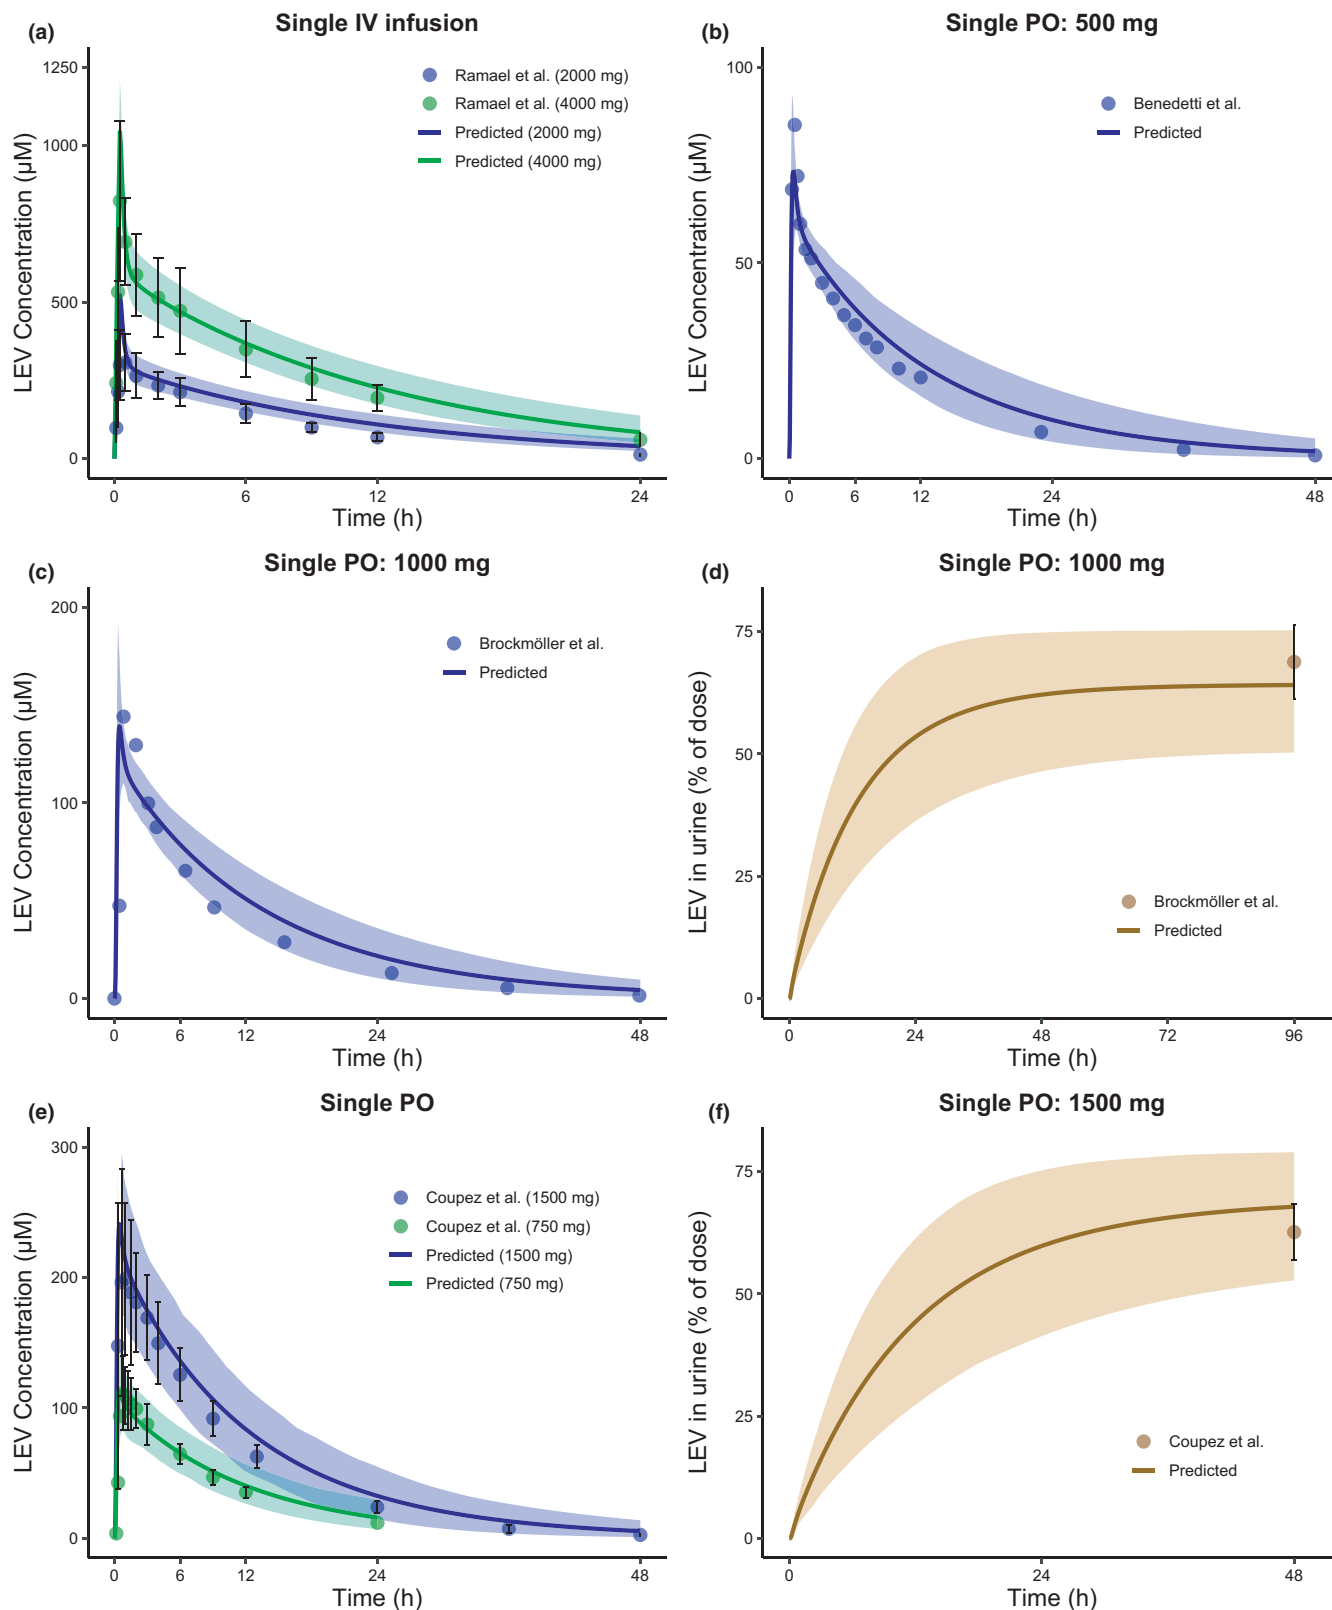 (a)
Single IV infusion
1250
1000
500
0
LEV Concentration (µM)
Ramael et al. (2000 mg)
Ramael et al. (4000 mg)
Predicted (2000 mg)
Predicted (4000 mg)
0 6 12 24
Time (h)
(b)
Single PO: 500 mg
100
50
0
LEV Concentration (µM)
Benedetti et al.
Predicted
0 6 12 24 48
Time (h)
(c)
Single PO: 1000 mg
200
100
0
LEV Concentration (µM)
Brockmöller et al.
Predicted
0 6 12 24 48
Time (h)
(d)
Single PO: 1000 mg
75
50
25
0
LEV in urine (% of dose)
Brockmöller et al.
Predicted
0 24 48 72 96
Time (h)
(e)
Single PO
300
200
100
0
LEV Concentration (µM)
Coupez et al. (1500 mg)
Coupez et al. (750 mg)
Predicted (1500 mg)
Predicted (750 mg)
0 6 12 24 48
Time (h)
(f)
Single PO: 1500 mg
75
50
25
0
LEV in urine (% of dose)
Coupez et al.
Predicted
0 24 48
Time (h)